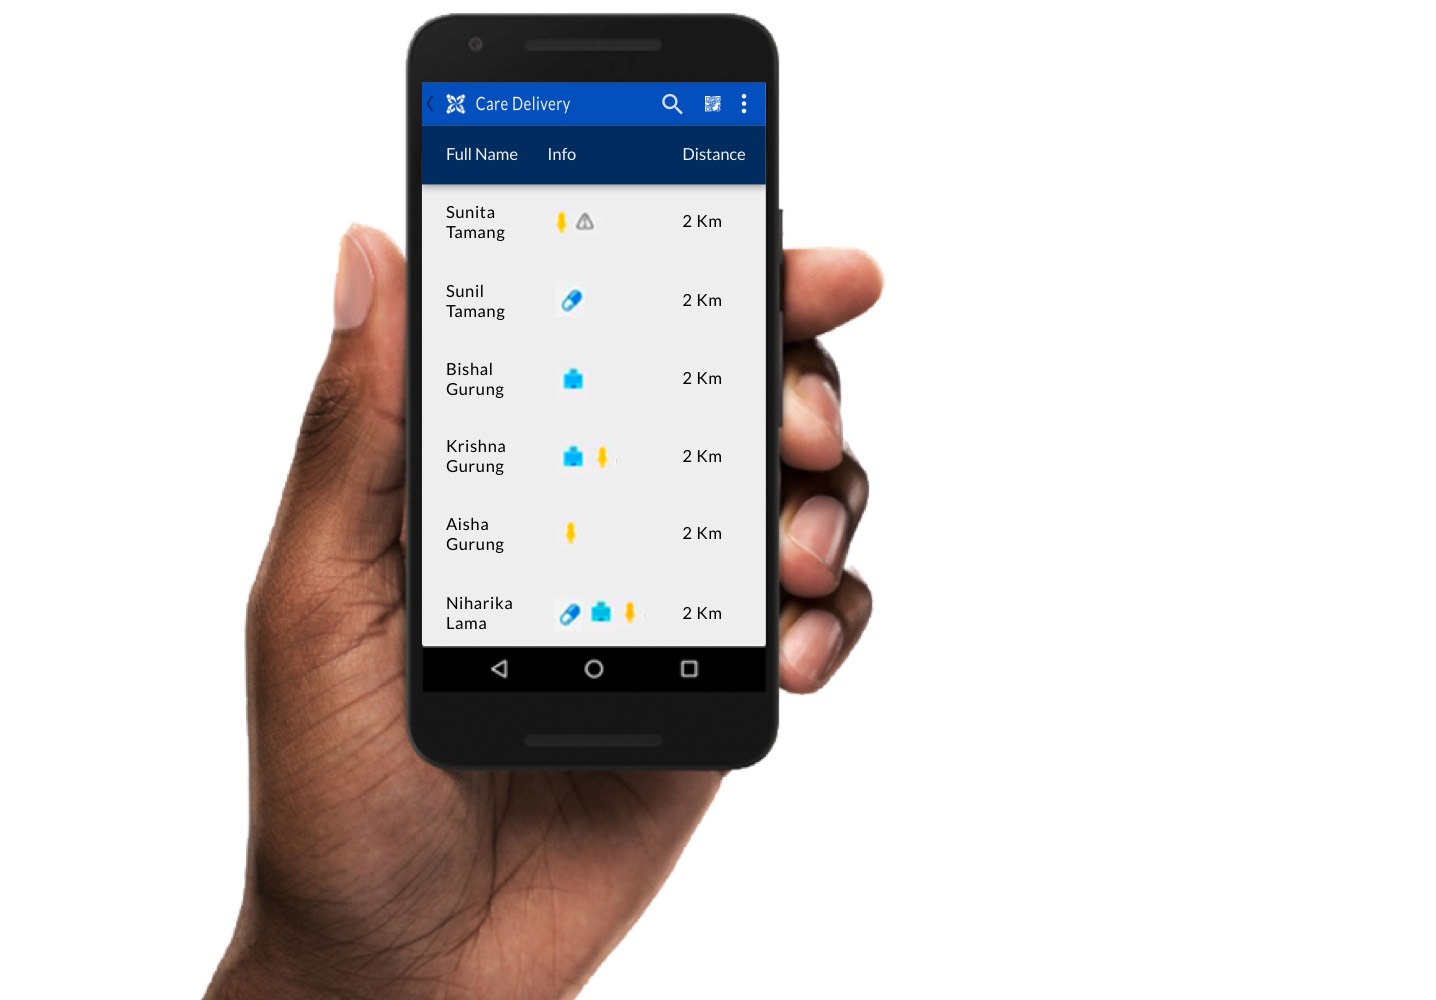 Care Delivery
Full Name Info Distance
Sunita
Tamang
2 Km
Sunil
Tamang
2 Km
Bishal
Gurung
2 Km
Krishna
Gurung
2 Km
Aisha
Gurung
2 Km
Niharika
Lama
2 Km